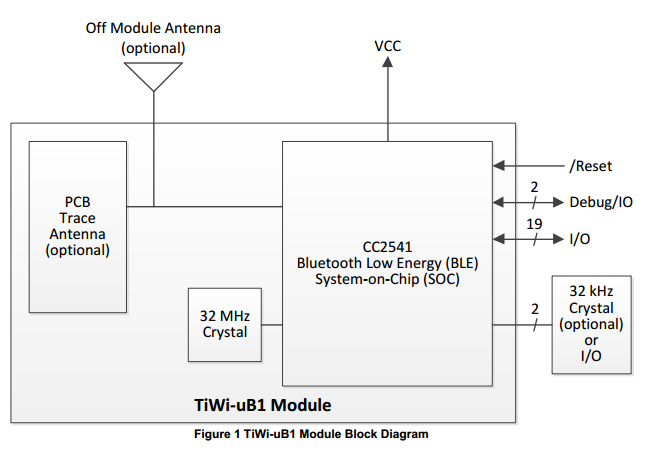 Off Module Antenna
(optional)
VCC
PCB
Trace
Antenna
(optional)
CC2541
Bluetooth Low Energy (BLE)
System-on-Chip (SOC)
32 MHz
Crystal
/Reset
2
Debug/IO
19
I/O
2
32 kHz
Crystal
(optional)
or
I/O
TiWi-uB1 Module
Figure 1 TiWi-uB1 Module Block Diagram